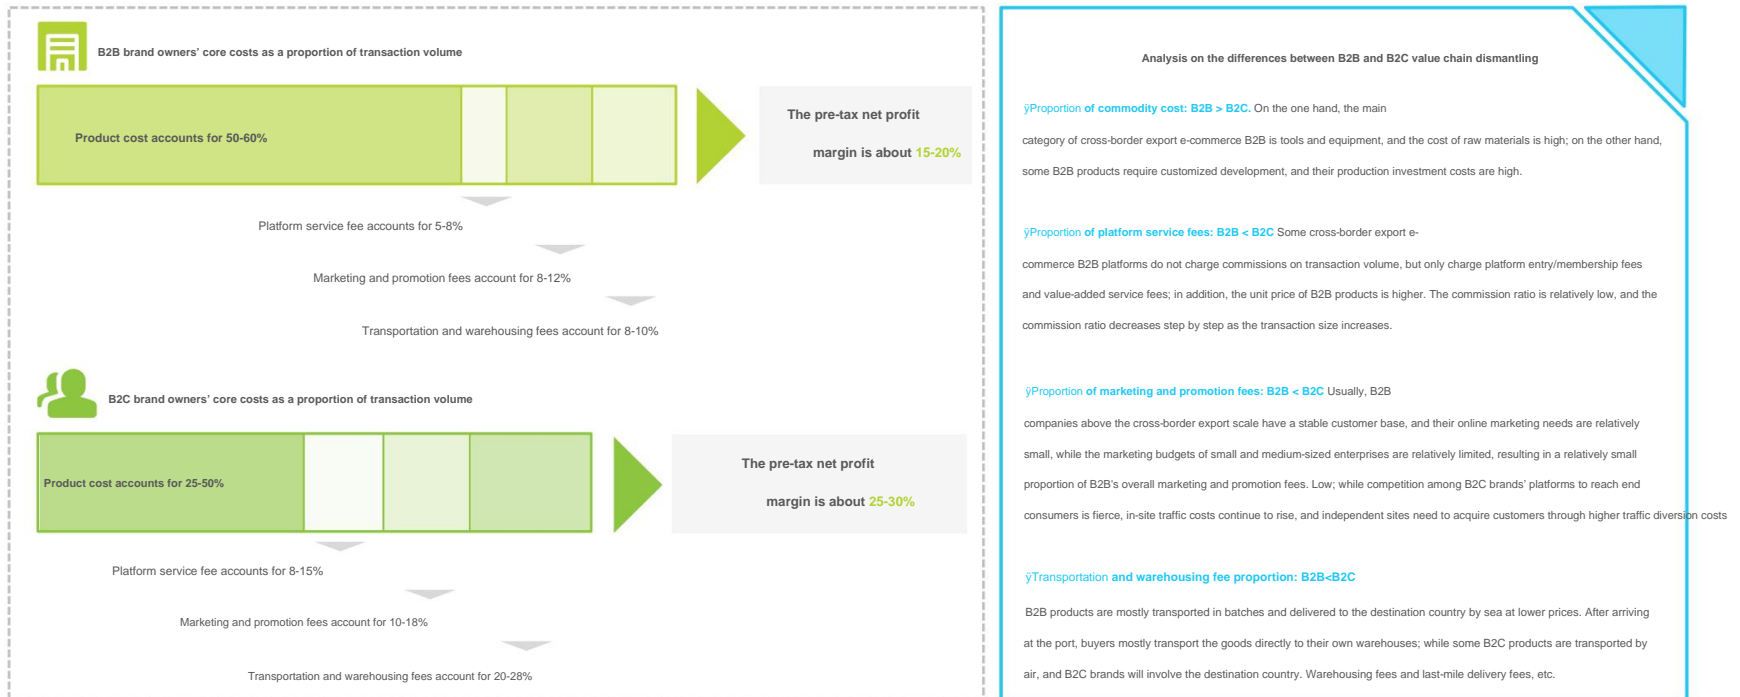 B2B brand owners' core costs as a proportion of transaction volume
Product cost accounts for 50-60%
The pre-tax net profit
margin is about 15-20%
Platform service fee accounts for 5-8%
Marketing and promotion fees account for 8-12%
Transportation and warehousing fees account for 8-10%
B2C brand owners' core costs as a proportion of transaction volume
Product cost accounts for 25-50%
The pre-tax net profit
margin is about 25-30%
Platform service fee accounts for 8-15%
Marketing and promotion fees account for 10-18%
Transportation and warehousing fees account for 20-28%
Analysis on the differences between B2B and B2C value chain dismantling
ÿProportion of commodity cost: B2B > B2C. On the one hand, the main
category of cross-border export e-commerce B2B is tools and equipment, and the cost of raw materials is high; on the other hand,
some B2B products require customized development, and their production investment costs are high.
ÿProportion of platform service fees: B2B < B2C Some cross-border export e-
commerce B2B platforms do not charge commissions on transaction volume, but only charge platform entry/membership fees
and value-added service fees; in addition, the unit price of B2B products is higher. The commission ratio is relatively low, and the
commission ratio decreases step by step as the transaction size increases.
ÿProportion of marketing and promotion fees: B2B < B2C Usually, B2B
companies above the cross-border export scale have a stable customer base, and their online marketing needs are relatively
small, while the marketing budgets of small and medium-sized enterprises are relatively limited, resulting in a relatively small
proportion of B2B's overall marketing and promotion fees. Low; while competition among B2C brands' platforms to reach end
consumers is fierce, in-site traffic costs continue to rise, and independent sites need to acquire customers through higher traffic diversion costs
ÿTransportation and warehousing fee proportion: B2B<B2C
B2B products are mostly transported in batches and delivered to the destination country by sea at lower prices. After arriving
at the port, buyers mostly transport the goods directly to their own warehouses; while some B2C products are transported by
air, and B2C brands will involve the destination country. Warehousing fees and last-mile delivery fees, etc.